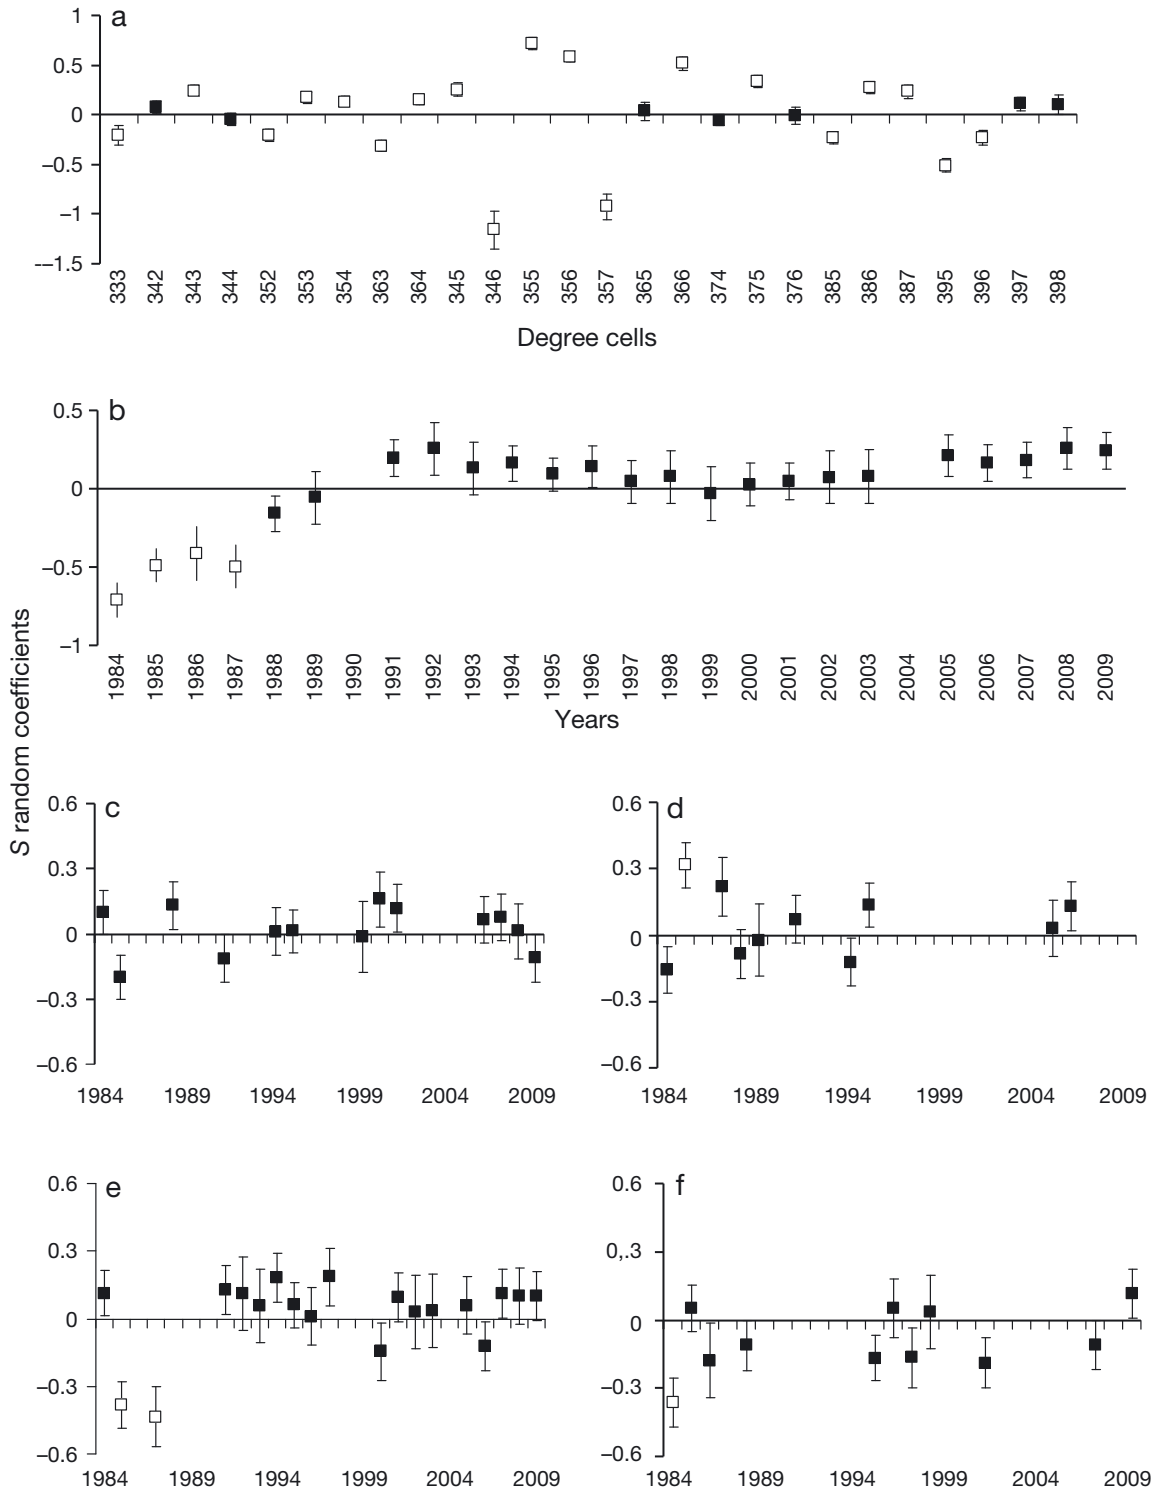 a
1
0.5
0
−0.5
−1
-−1.5
333 342 343 344 352 353 354 363 364 345 346 355 356 357 365 366 374 375 376 385 386 387 395 396 397 398
Degree cells
b
0.5
0
−0.5
−1
1984 1985 1986 1987 1988 1989 1990 1991 1992 1993 1994 1995 1996 1997 1998 1999 2000 2001 2002 2003 2004 2005 2006 2007 2008 2009
Years
S random coefficients
c
0.6
0.3
0
−0.3
−0.6
1984 1989 1994 1999 2004 2009
d
0.6
0.3
0
−0.3
−0.6
1984 1989 1994 1999 2004 2009
e
0.6
0.3
0
−0.3
−0.6
1984 1989 1994 1999 2004 2009
f
0.6
0,.3
0
−0.3
−0.6
1984 1989 1994 1999 2004 2009